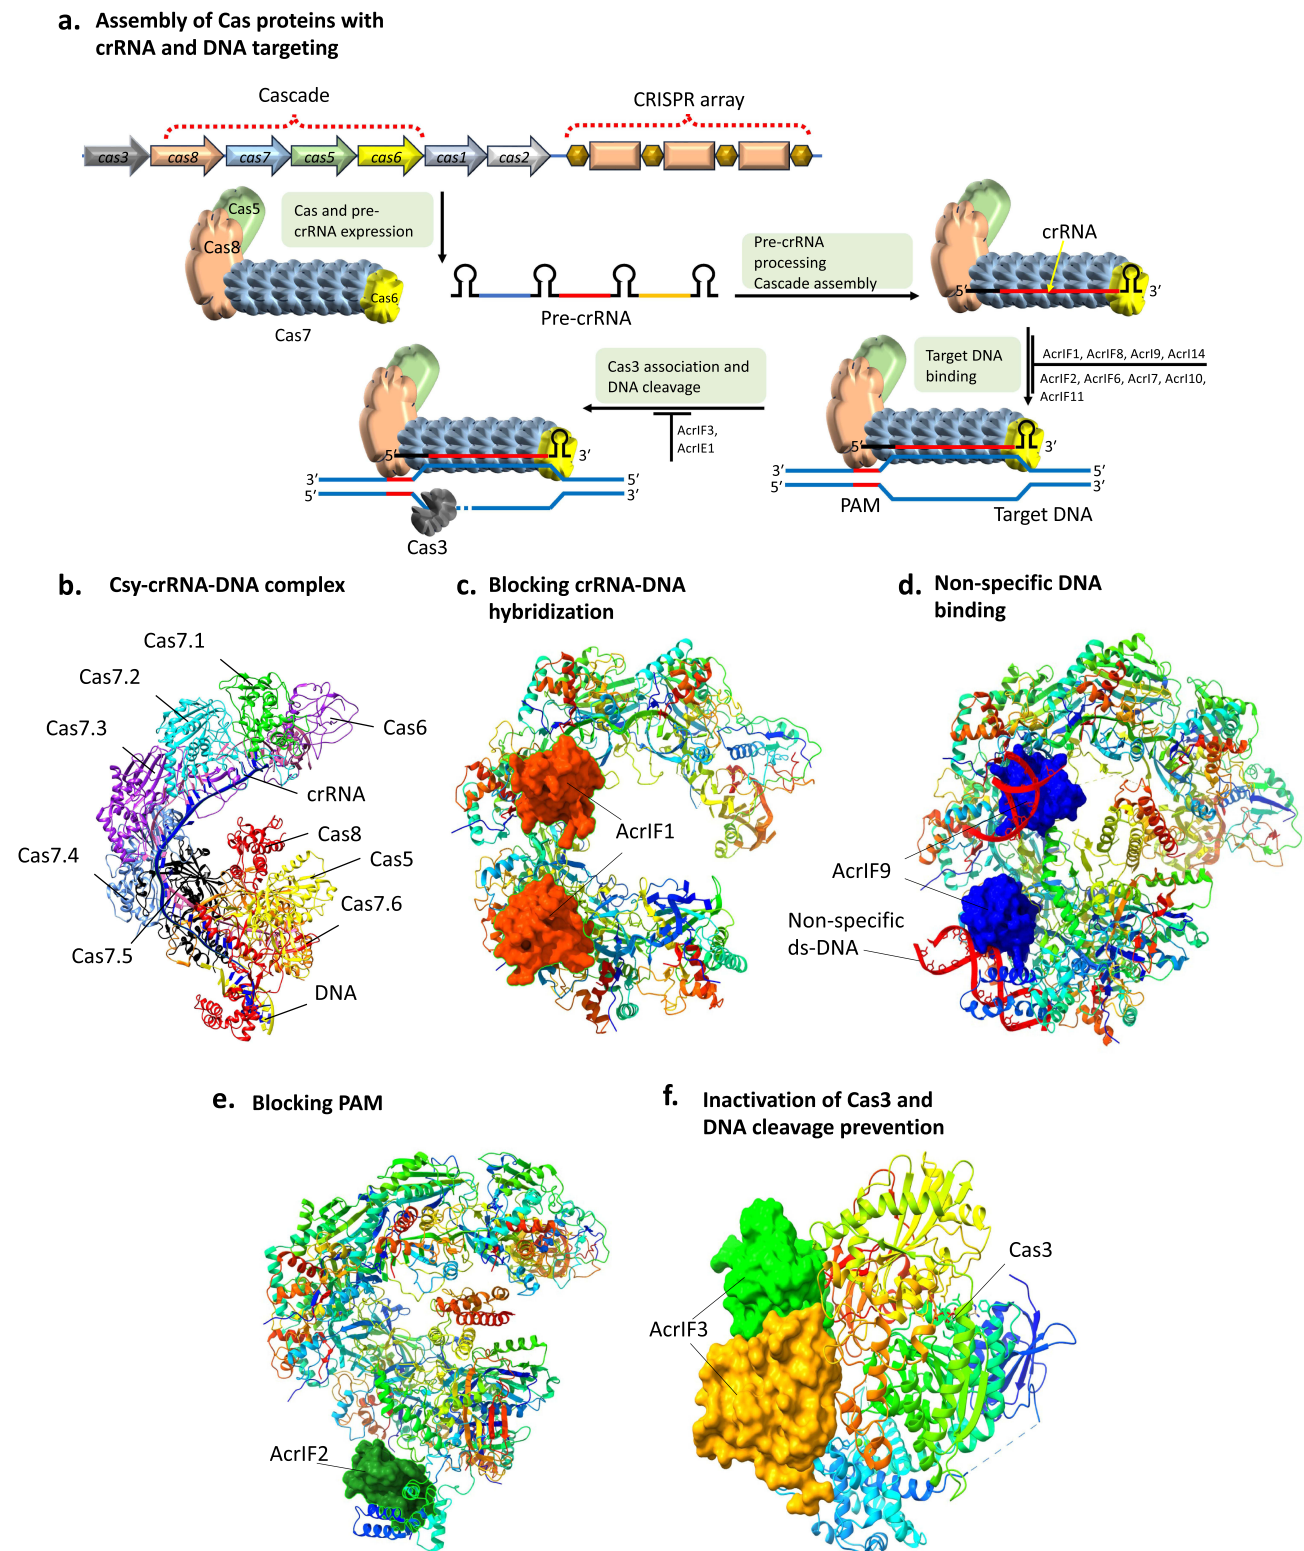 a. Assembly of Cas proteins with
crRNA and DNA targeting
Cascade
CRISPR array
cas3 cas8 cas7 cas5 cas6 cas1 cas2
Cas5
Cas8
Cas6
Cas7
Cas and pre-
crRNA expression
Pre-crRNA
Pre-crRNA
processing
Cascade assembly
crRNA
5′ 3′
Target DNA
binding
AcrIF1, AcrIF8, AcrI9, AcrI14
AcrIF2, AcrIF6, AcrI7, AcrI10,
AcrIF11
5′ 3′
3′ 5′
5′ 3′
PAM
Target DNA
Cas3 association and
DNA cleavage
AcrIF3,
AcrIE1
5′ 3′
3′ 5′
5′ 3′
Cas3
b. Csy-crRNA-DNA complex
Cas7.1
Cas7.2
Cas7.3
Cas6
crRNA
Cas8
Cas7.4
Cas5
Cas7.6
Cas7.5
DNA
c. Blocking crRNA-DNA
hybridization
AcrIF1
d. Non-specific DNA
binding
AcrIF9
Non-specific
ds-DNA
e. Blocking PAM
AcrIF2
f. Inactivation of Cas3 and
DNA cleavage prevention
Cas3
AcrIF3